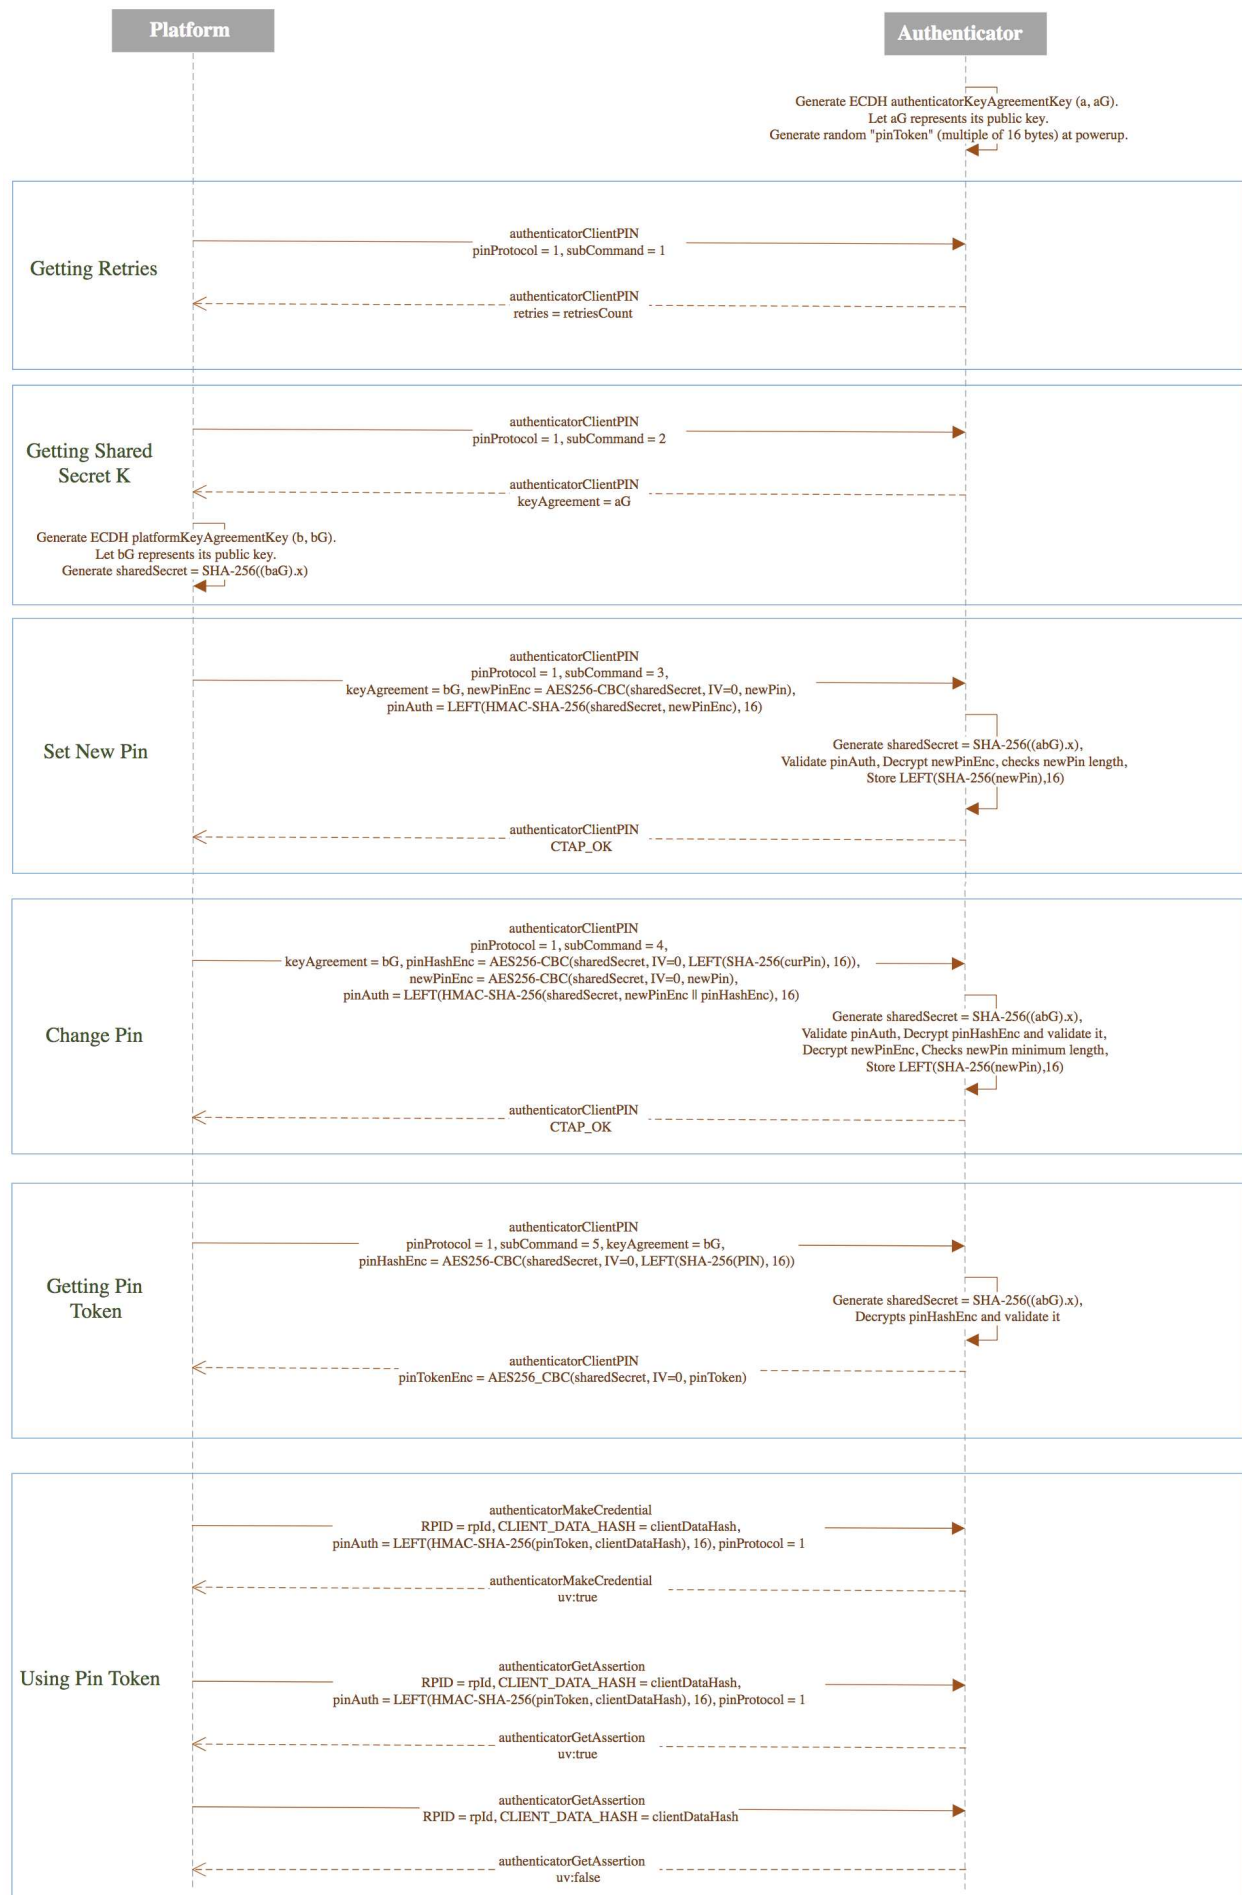 Platform
Authenticator
Generate ECDH authenticatorKeyAgreementKey (a, aG).
Let aG represents its public key.
Generate random "pinToken" (multiple of 16 bytes) at powerup.
Getting Retries
authenticatorClientPIN
pinProtocol = 1, subCommand = 1
authenticatorClientPIN
retries = retriesCount
Getting Shared
Secret K
authenticatorClientPIN
pinProtocol = 1, subCommand = 2
authenticatorClientPIN
keyAgreement = aG
Generate ECDH platformKeyAgreementKey (b, bG).
Let bG represents its public key.
Generate sharedSecret = SHA-256((baG).x)
Set New Pin
authenticatorClientPIN
pinProtocol = 1, subCommand = 3,
keyAgreement = bG, newPinEnc = AES256-CBC(sharedSecret, IV=0, newPin),
pinAuth = LEFT(HMAC-SHA-256(sharedSecret, newPinEnc), 16)
Generate sharedSecret = SHA-256((abG).x),
Validate pinAuth, Decrypt newPinEnc, checks newPin length,
Store LEFT(SHA-256(newPin),16)
authenticatorClientPIN
CTAP_OK
Change Pin
authenticatorClientPIN
pinProtocol = 1, subCommand = 4,
keyAgreement = bG, pinHashEnc = AES256-CBC(sharedSecret, IV=0, LEFT(SHA-256(curPin), 16)),
newPinEnc = AES256-CBC(sharedSecret, IV=0, newPin),
pinAuth = LEFT(HMAC-SHA-256(sharedSecret, newPinEnc || pinHashEnc), 16)
Generate sharedSecret = SHA-256((abG).x),
Validate pinAuth, Decrypt pinHashEnc and validate it,
Decrypt newPinEnc, Checks newPin minimum length,
Store LEFT(SHA-256(newPin),16)
authenticatorClientPIN
CTAP_OK
Getting Pin
Token
authenticatorClientPIN
pinProtocol = 1, subCommand = 5, keyAgreement = bG,
pinHashEnc = AES256-CBC(sharedSecret, IV=0, LEFT(SHA-256(PIN), 16))
Generate sharedSecret = SHA-256((abG).x),
Decrypts pinHashEnc and validate it
authenticatorClientPIN
pinTokenEnc = AES256_CBC(sharedSecret, IV=0, pinToken)
Using Pin Token
authenticatorMakeCredential
RPID = rpId, CLIENT_DATA_HASH = clientDataHash,
pinAuth = LEFT(HMAC-SHA-256(pinToken, clientDataHash), 16), pinProtocol = 1
authenticatorMakeCredential
uv:true
authenticatorGetAssertion
RPID = rpId, CLIENT_DATA_HASH = clientDataHash,
pinAuth = LEFT(HMAC-SHA-256(pinToken, clientDataHash), 16), pinProtocol = 1
authenticatorGetAssertion
uv:true
authenticatorGetAssertion
RPID = rpId, CLIENT_DATA_HASH = clientDataHash
authenticatorGetAssertion
uv:false